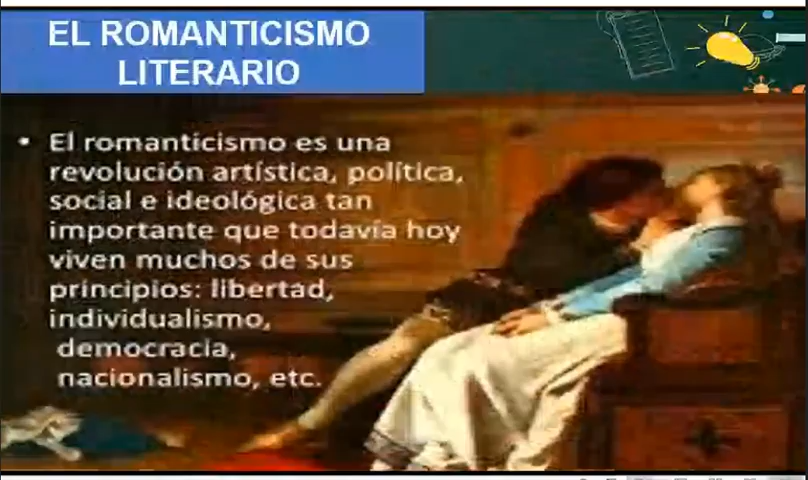 EL ROMANTICISMO
LITERARIO
• El romanticismo es una
revolución artística, política,
social e ideológica tan
importante que todavía hoy
viven muchos de sus
principios: libertad,
individualismo,
democracia,
nacionalismo, etc.